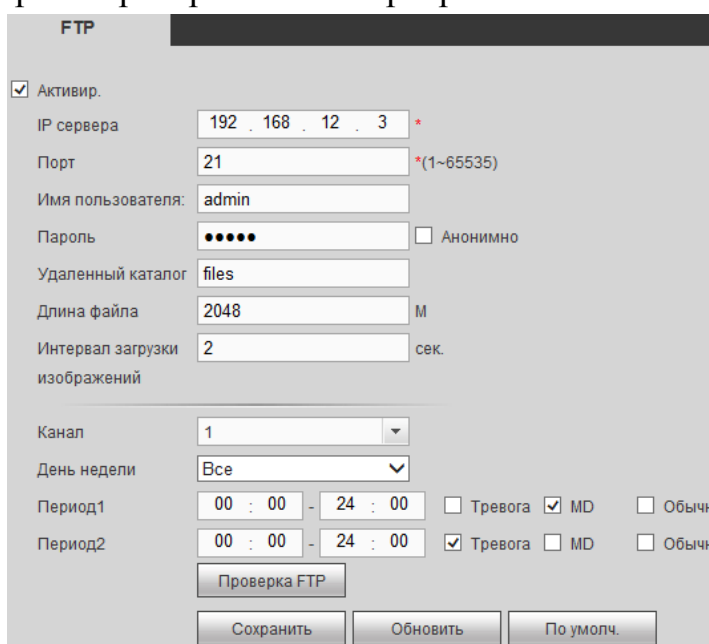 FTP
Активир.
IP сервера 192 . 168 . 12 . 3 *
Порт 21 *(1~65535)
Имя пользователя: admin
Пароль ●●●●● Анонимно
Удаленный каталог files
Длина файла 2048 M
Интервал загрузки 2 сек.
изображений
Канал 1
День недели Все
Период1 00 : 00 - 24 : 00 Тревога MD
Период2 00 : 00 - 24 : 00 Тревога MD
Проверка FTP
Сохранить Обновить По умолч.